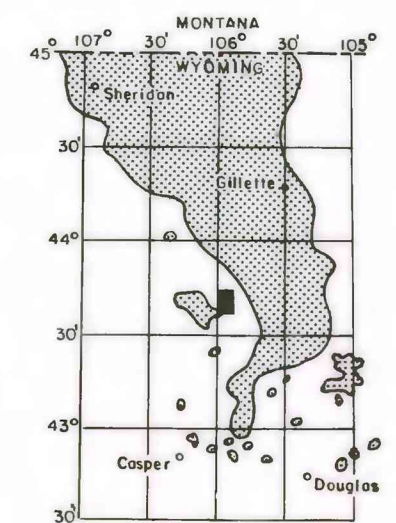 MONTANA
45° 107° 30' 106° 30' 105°
WYOMING
Sheridan
30'
Gillette
44°
30'
43°
Casper
Douglas
30'